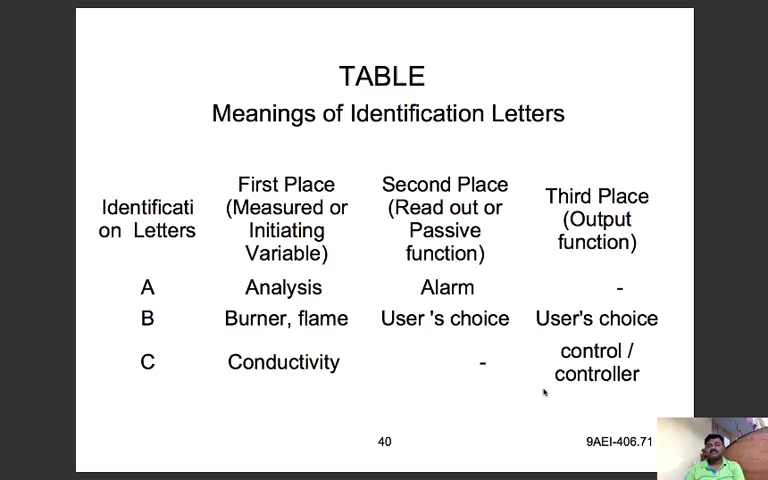 TABLE
Meanings of Identification Letters
Identificati
on Letters
First Place
(Measured or
Initiating
Variable)
Second Place
(Read out or
Passive
function)
Third Place
(Output
function)
A Analysis Alarm -
B Burner, flame User 's choice User's choice
C Conductivity - control /
controller
40 9AEI-406.71